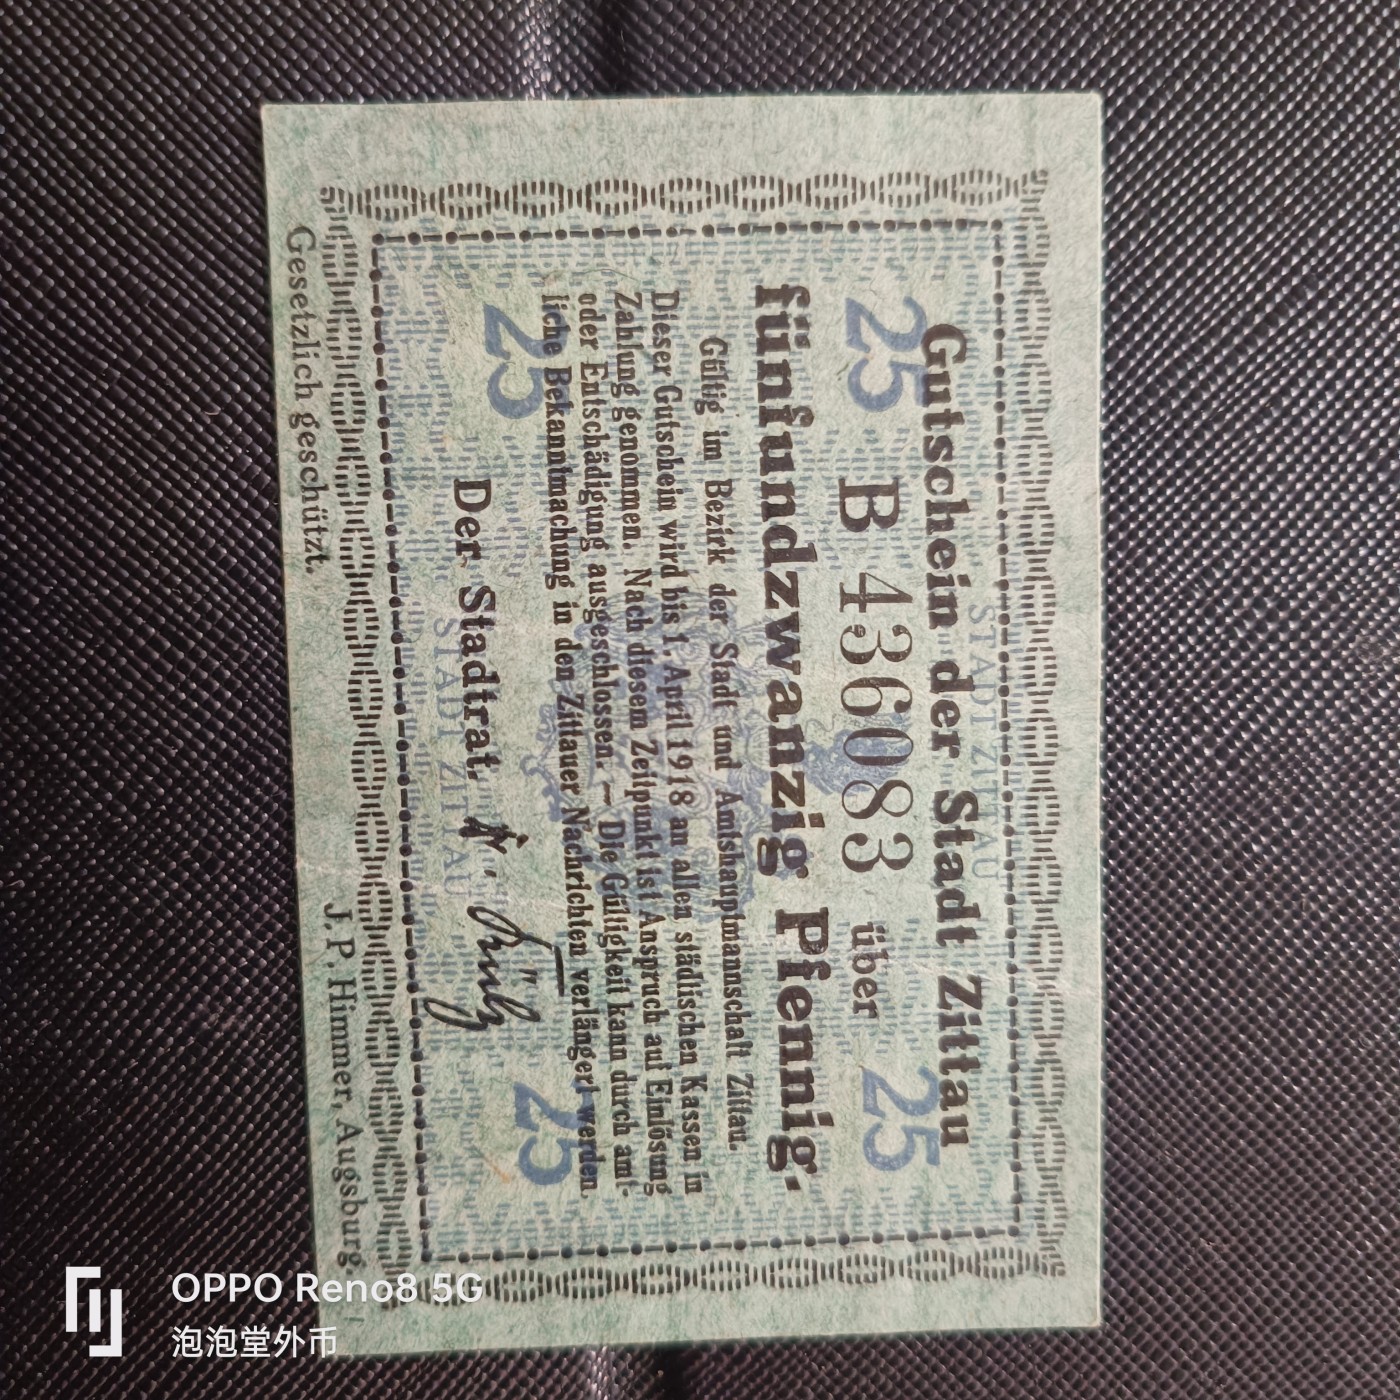 STADT ZITTAU
Gutschein der Stadt Zittau
25 B 436083 über 25
fünfundzwanzig Pfennig.
Gültig im Bezirk der Stadt und Amtshauptmannschaft Zittau.
Dieser Gutschein wird bis 1. April 1918 an allen städtischen Kassen in
Zahlung genommen. Nach diesem Zeitpunkt ist Anspruch auf Einlösung
oder Entschädigung ausgeschlossen. — Die Gültigkeit kann durch amt-
liche Bekanntmachung in den Zittauer Nachrichten verlängert werden.
25 25
Der Stadtrat.
STADT ZITTAU
Gesetzlich geschützt. J. P. Himmer, Augsburg
OPPO Reno8 5G
泡泡堂外币